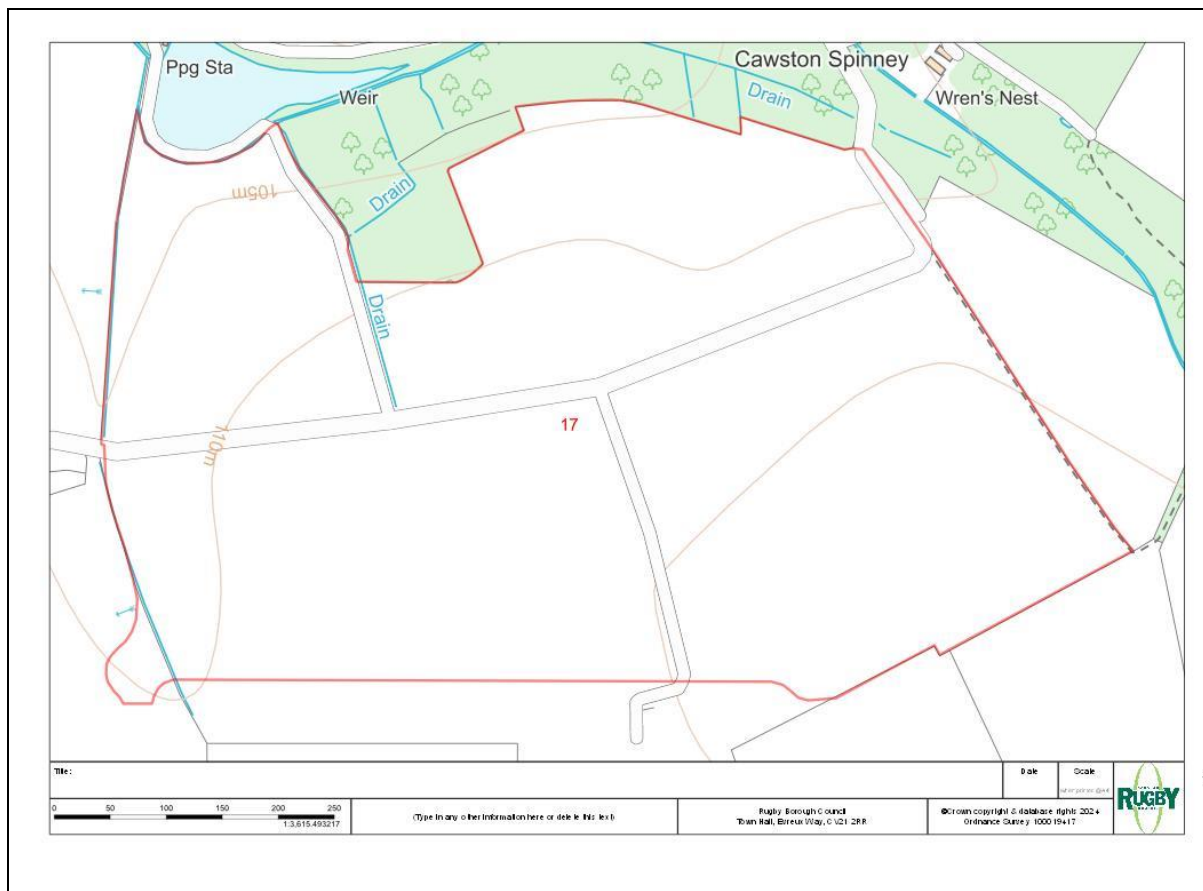 Ppg Sta
Weir
Cawston Spinney
Wren's Nest
Drain
105m
Drain
Drain
110m
17
Title:
Date
Scale
0 50 100 150 200 250
1:3,615.493217
(Type in any other information here or delete this text)
Rugby Borough Council
Town Hall, Evreux Way, CV21 2RR
©Crown copyright & database rights 2024
Ordnance Survey 100019417
RUGBY